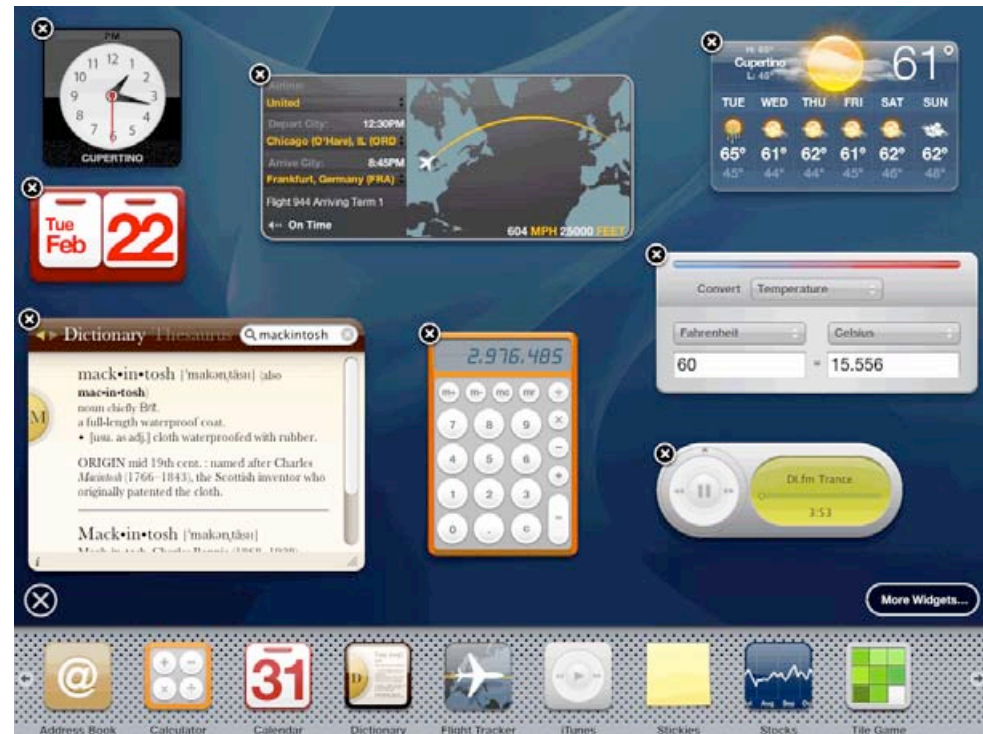 PM
11 12 1
10 2
9 3
8 4
7 6 5
CUPERTINO
Tue
Feb
22
Airline:
United
Depart City: 12:30PM
Chicago (O'Hare), IL (ORD
Arrive City: 8:45PM
Frankfurt, Germany (FRA)
Flight 944 Arriving Term 1
On Time
604 MPH 25000 FEET
Cupertino
61°
TUE WED THU FRI SAT SUN
65° 61° 62° 61° 62° 62°
45° 44° 44° 45° 46° 48°
Convert Temperature
Fahrenheit Celsius
60 = 15.556
Dictionary Thesaurus mackintosh
M
mack•in•tosh |'makənˌtäsh| (also
mac•in•tosh)
noun chiefly Brit.
a full-length waterproof coat.
• [usu. as adj.] cloth waterproofed with rubber.
ORIGIN mid 19th cent. : named after Charles
Macintosh (1766–1843), the Scottish inventor who
originally patented the cloth.
Mack•in•tosh |'makənˌtäsh|
i
2,976,485
m+ m- mc mr ÷
7 8 9 ×
4 5 6 −
1 2 3 +
0 . c =
DI.fm Trance
3:53
More Widgets...
@
31
D
Address Book Calculator Calendar Dictionary Flight Tracker iTunes Stickies Stocks Tile Game